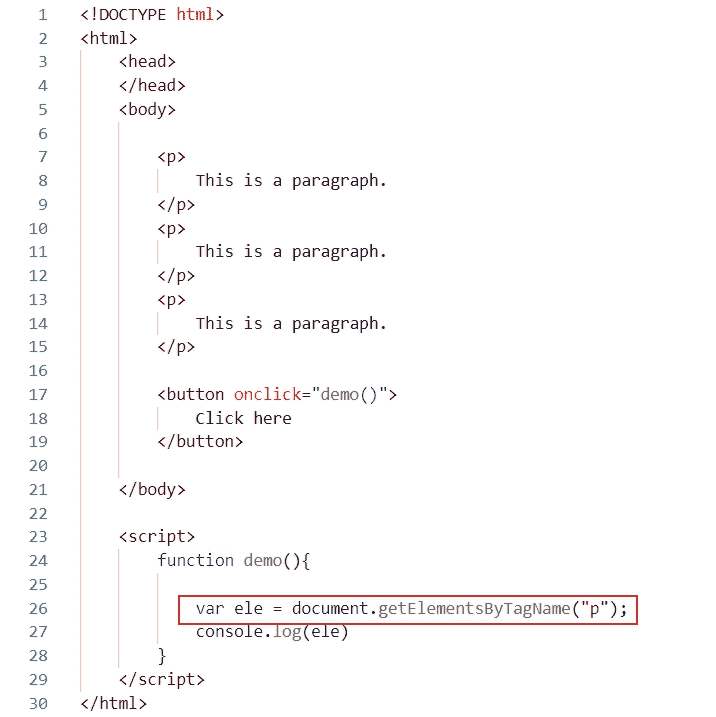 1 <!DOCTYPE html>
2 <html>
3     <head>
4     </head>
5     <body>
6
7         <p>
8             This is a paragraph.
9         </p>
10         <p>
11             This is a paragraph.
12         </p>
13         <p>
14             This is a paragraph.
15         </p>
16
17         <button onclick="demo()">
18             Click here
19         </button>
20
21     </body>
22
23     <script>
24         function demo(){
25
26             var ele = document.getElementsByTagName("p");
27             console.log(ele)
28         }
29     </script>
30 </html>